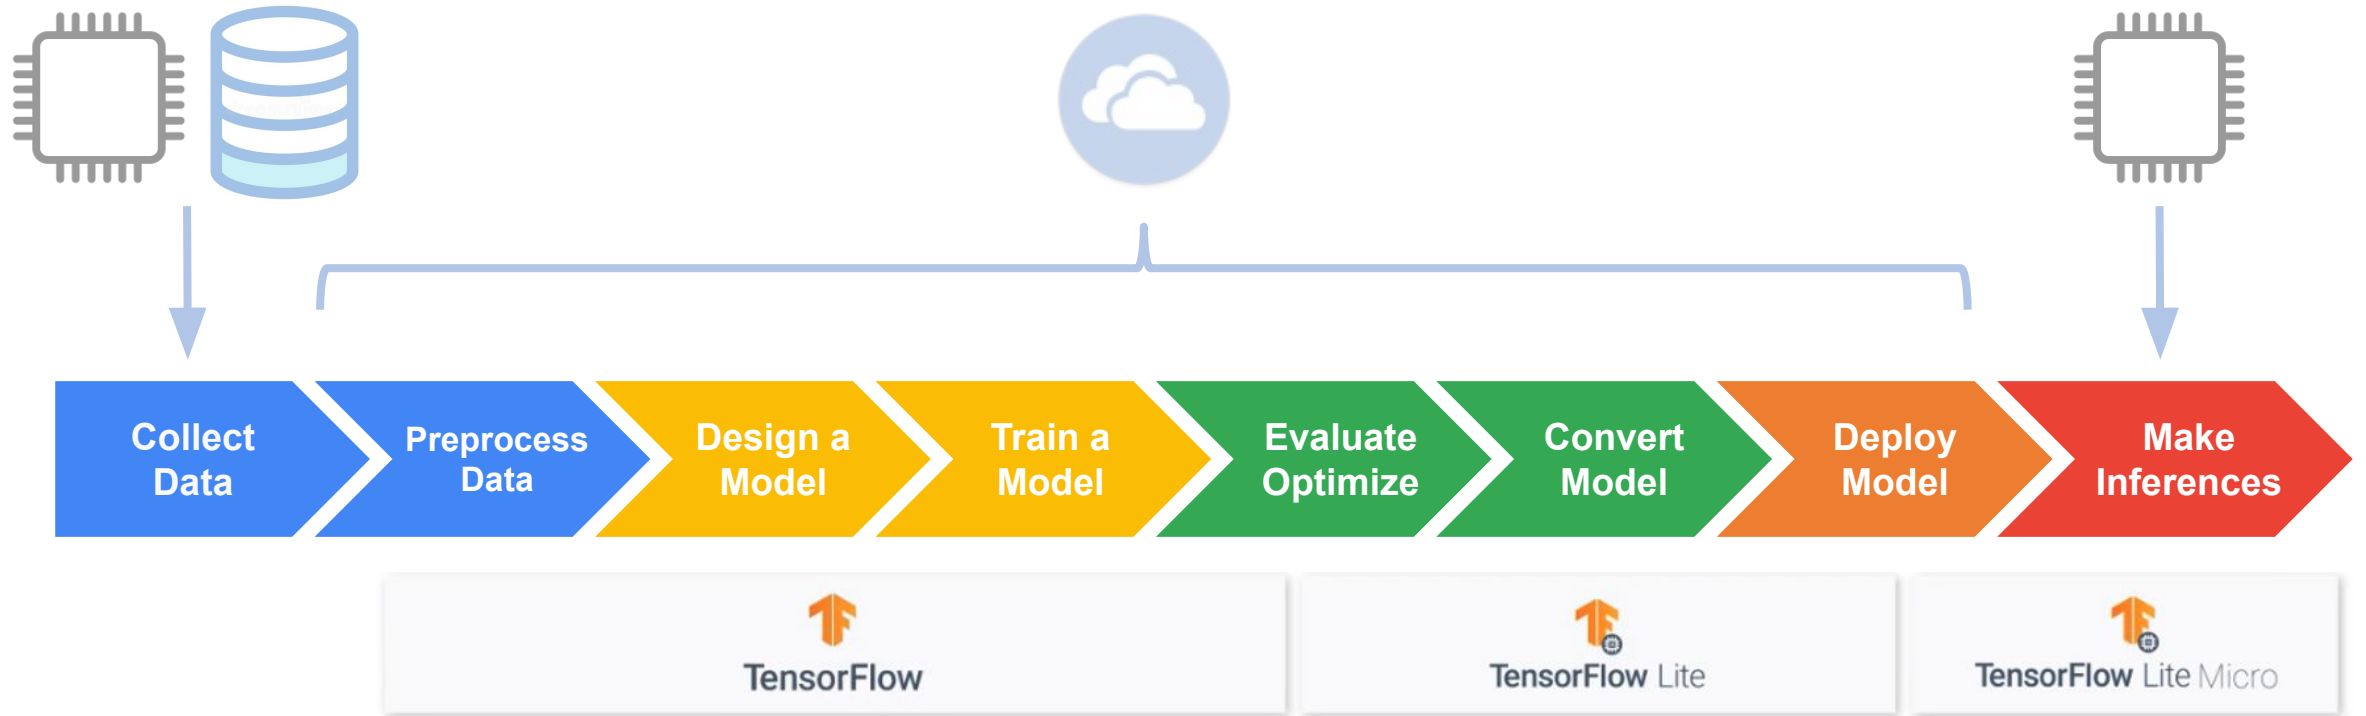 Collect
Data
Preprocess
Data
Design a
Model
Train a
Model
Evaluate
Optimize
Convert
Model
Deploy
Model
Make
Inferences
TensorFlow
TensorFlow Lite
TensorFlow Lite Micro